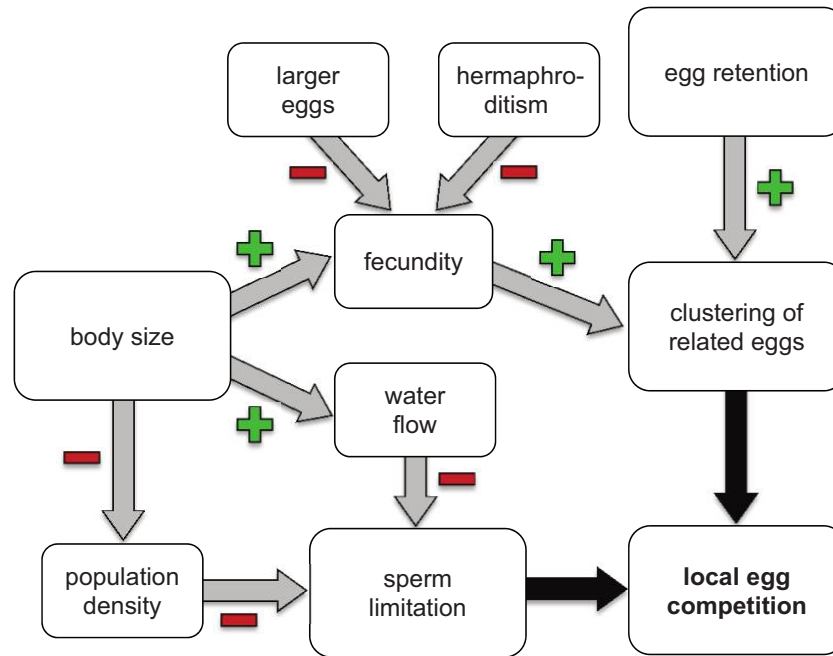 larger
eggs
hermaphro-
ditism
egg retention
fecundity
body size
clustering of
related eggs
water
flow
population
density
sperm
limitation
local egg
competition